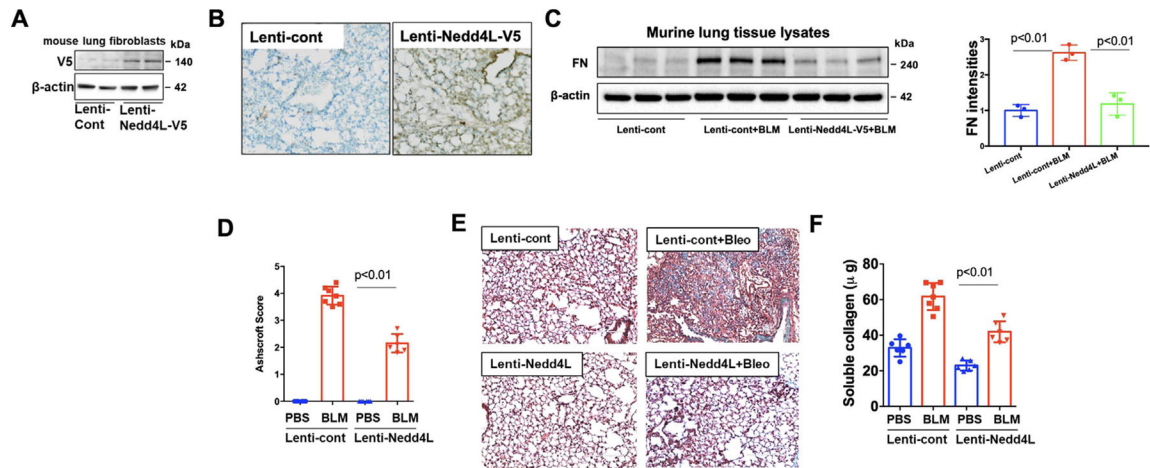 A
mouse lung fibroblasts kDa
V5
140
β-actin
42
Lenti-
Cont
Lenti-
Nedd4L-V5
B
Lenti-cont
Lenti-Nedd4L-V5
C
Murine lung tissue lysates
kDa
FN
240
β-actin
42
Lenti-cont
Lenti-cont+BLM
Lenti-Nedd4L-V5+BLM
FN intensities
3
2
1
0
p<0.01
p<0.01
Lenti-cont
Lenti-cont+BLM
Lenti-Nedd4L+BLM
D
Ashscroft Score
5
4
3
2
1
0
p<0.01
PBS BLM PBS BLM
Lenti-cont Lenti-Nedd4L
E
Lenti-cont
Lenti-cont+Bleo
Lenti-Nedd4L
Lenti-Nedd4L+Bleo
F
Soluble collagen (μ g)
80
60
40
20
0
p<0.01
PBS BLM PBS BLM
Lenti-cont Lenti-Nedd4L